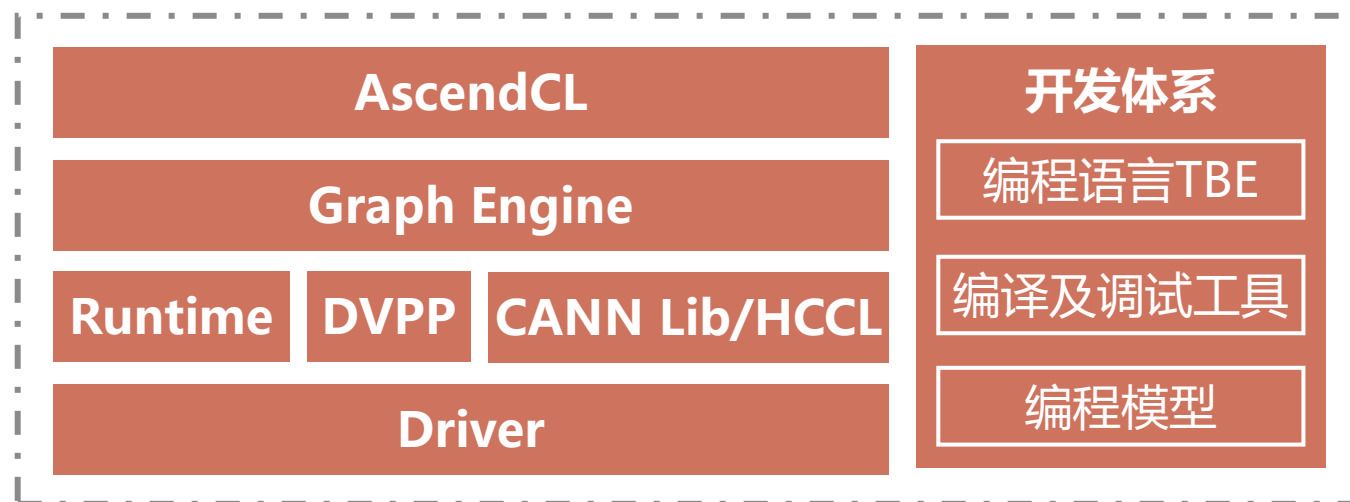 AscendCL
Graph Engine
Runtime
DVPP
CANN Lib/HCCL
Driver
开发体系
编程语言TBE
编译及调试工具
编程模型